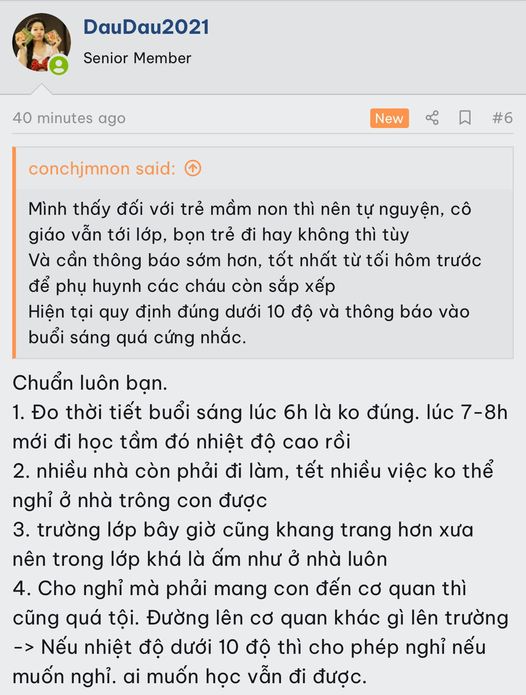 DauDau2021
Senior Member
40 minutes ago
New
#6
conchjmnon said:
Mình thấy đối với trẻ mầm non thì nên tự nguyện, cô
giáo vẫn tới lớp, bọn trẻ đi hay không thì tùy
Và cần thông báo sớm hơn, tốt nhất từ tối hôm trước
để phụ huynh các cháu còn sắp xếp
Hiện tại quy định đúng dưới 10 độ và thông báo vào
buổi sáng quá cứng nhắc.
Chuẩn luôn bạn.
1. Đo thời tiết buổi sáng lúc 6h là ko đúng. lúc 7-8h
mới đi học tầm đó nhiệt độ cao rồi
2. nhiều nhà còn phải đi làm, tết nhiều việc ko thể
nghỉ ở nhà trông con được
3. trường lớp bây giờ cũng khang trang hơn xưa
nên trong lớp khá là ấm như ở nhà luôn
4. Cho nghỉ mà phải mang con đến cơ quan thì
cũng quá tội. Đường lên cơ quan khác gì lên trường
-> Nếu nhiệt độ dưới 10 độ thì cho phép nghỉ nếu
muốn nghỉ. ai muốn học vẫn đi được.